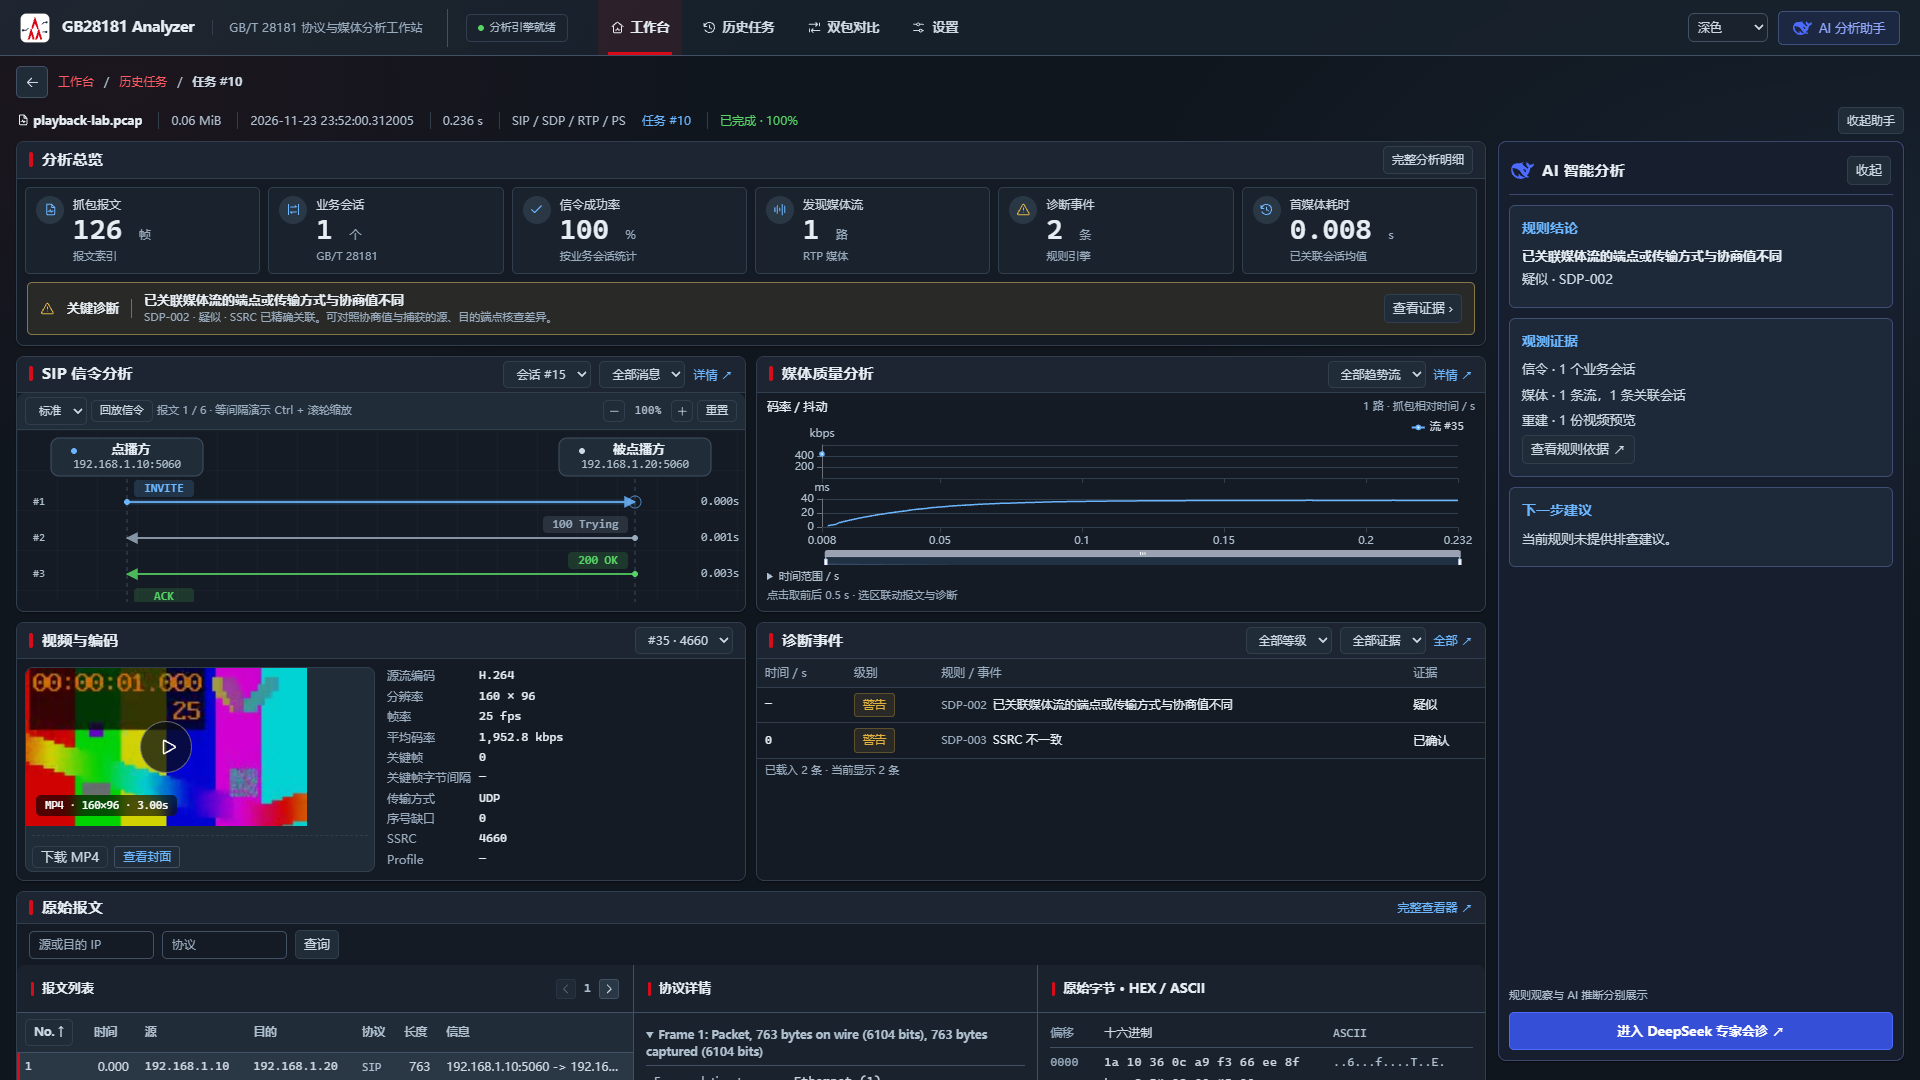 GB28181 Analyzer
GB/T 28181 协议与媒体分析工作站
分析引擎就绪
工作台
历史任务
双包对比
设置
深色
AI 分析助手
工作台 / 历史任务 / 任务 #10
playback-lab.pcap
0.06 MiB
2026-11-23 23:52:00.312005
0.236 s
SIP / SDP / RTP / PS
任务 #10
已完成 · 100%
收起助手
分析总览
完整分析明细
抓包报文
126 帧
报文索引
业务会话
1 个
GB/T 28181
信令成功率
100 %
按业务会话统计
发现媒体流
1 路
RTP 媒体
诊断事件
2 条
规则引擎
首媒体耗时
0.008 s
已关联会话均值
关键诊断
已关联媒体流的端点或传输方式与协商值不同
SDP-002 · 疑似 · SSRC 已精确关联。可对照协商值与捕获的源、目的端点核查差异。
查看证据 ›
SIP 信令分析
会话 #15
全部消息
详情 ↗
标准
回放信令
报文 1 / 6 · 等间隔演示 Ctrl + 滚轮缩放
− 100% +
重置
点播方
192.168.1.10:5060
被点播方
192.168.1.20:5060
#1
INVITE
0.000s
#2
100 Trying
0.001s
#3
200 OK
0.003s
ACK
媒体质量分析
全部趋势流
详情 ↗
码率 / 抖动
1 路 · 抓包相对时间 / s
流 #35
kbps
400
200
ms
40
20
0
0.008
0.05
0.1
0.15
0.2
0.232
▶ 时间范围 / s
点击取前后 0.5 s · 选区联动报文与诊断
视频与编码
#35 · 4660
00:00:01.000
25
MP4 · 160×96 · 3.00s
下载 MP4
查看封面
源流编码 H.264
分辨率 160 × 96
帧率 25 fps
平均码率 1,952.8 kbps
关键帧 0
关键帧字节间隔 —
传输方式 UDP
序号缺口 0
SSRC 4660
Profile —
诊断事件
全部等级
全部证据
全部 ↗
时间 / s
级别
规则 / 事件
证据
—
警告
SDP-002 已关联媒体流的端点或传输方式与协商值不同
疑似
0
警告
SDP-003 SSRC 不一致
已确认
已载入 2 条 · 当前显示 2 条
原始报文
完整查看器 ↗
源或目的 IP
协议
查询
报文列表
1
No.↑
时间
源
目的
协议
长度
信息
1
0.000
192.168.1.10
192.168.1.20
SIP
763
192.168.1.10:5060 -> 192.16...
协议详情
▼ Frame 1: Packet, 763 bytes on wire (6104 bits), 763 bytes
captured (6104 bits)
原始字节 • HEX / ASCII
偏移
十六进制
ASCII
0000
1a 10 36 0c a9 f3 66 ee 8f
..6...f....T..E.
AI 智能分析
收起
规则结论
已关联媒体流的端点或传输方式与协商值不同
疑似 · SDP-002
观测证据
信令 · 1 个业务会话
媒体 · 1 条流，1 条关联会话
重建 · 1 份视频预览
查看规则依据 ↗
下一步建议
当前规则未提供排查建议。
规则观察与 AI 推断分别展示
进入 DeepSeek 专家会诊 ↗